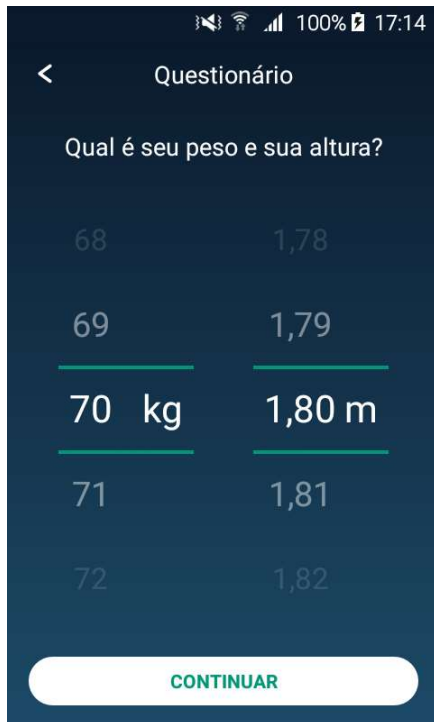 100% 17:14
Questionário
Qual é seu peso e sua altura?
68 1,78
69 1,79
70 kg 1,80 m
71 1,81
72 1,82
CONTINUAR